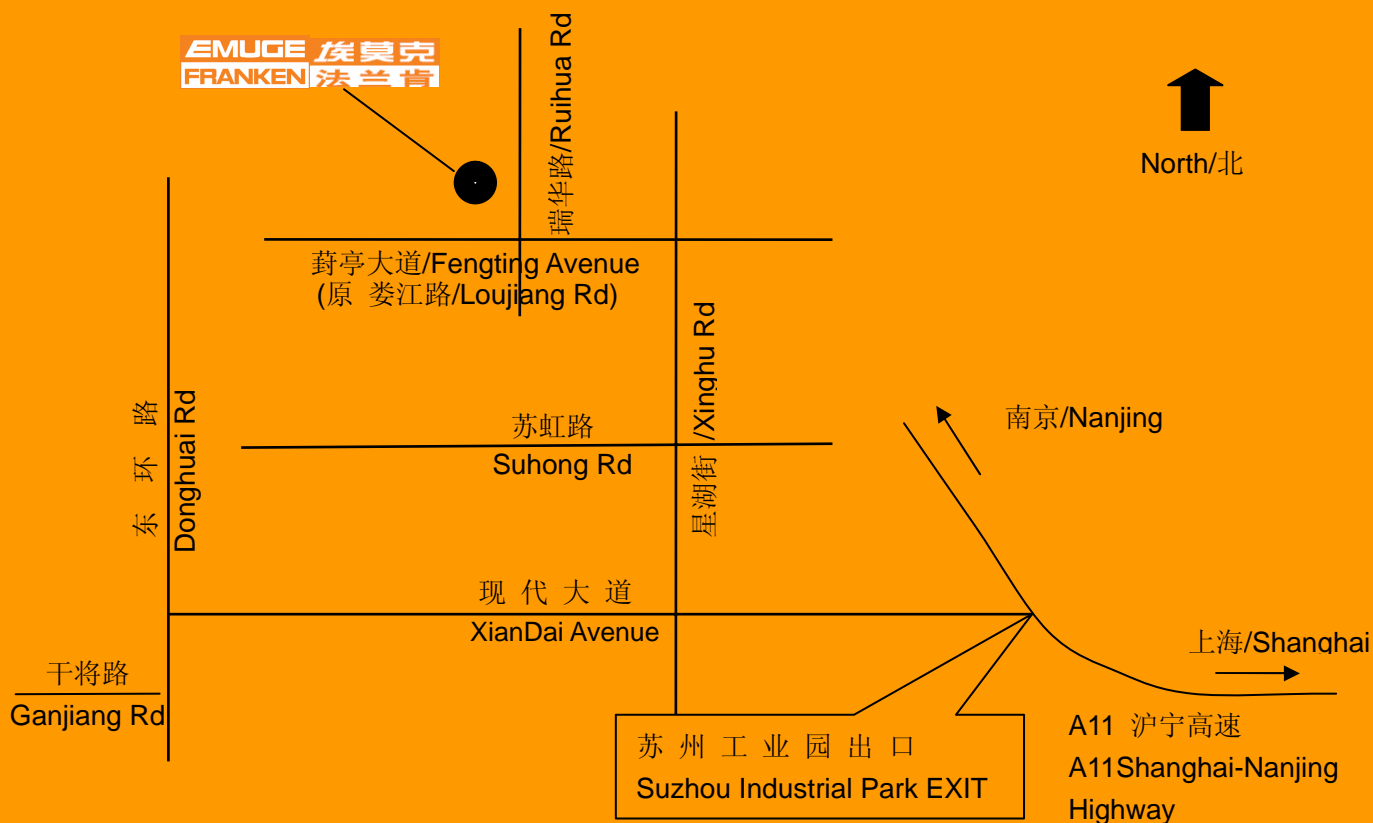 EMUGE 埃莫克
FRANKEN 法兰肯
瑞华路/Ruihua Rd
North/北
葑亭大道/Fengting Avenue
(原 娄江路/Loujiang Rd)
东 环 路
Donghuai Rd
星湖街 /Xinghu Rd
苏虹路
Suhong Rd
南京/Nanjing
现 代 大 道
XianDai Avenue
上海/Shanghai
干将路
Ganjiang Rd
苏 州 工 业 园 出 口
Suzhou Industrial Park EXIT
A11 沪宁高速
A11Shanghai-Nanjing
Highway